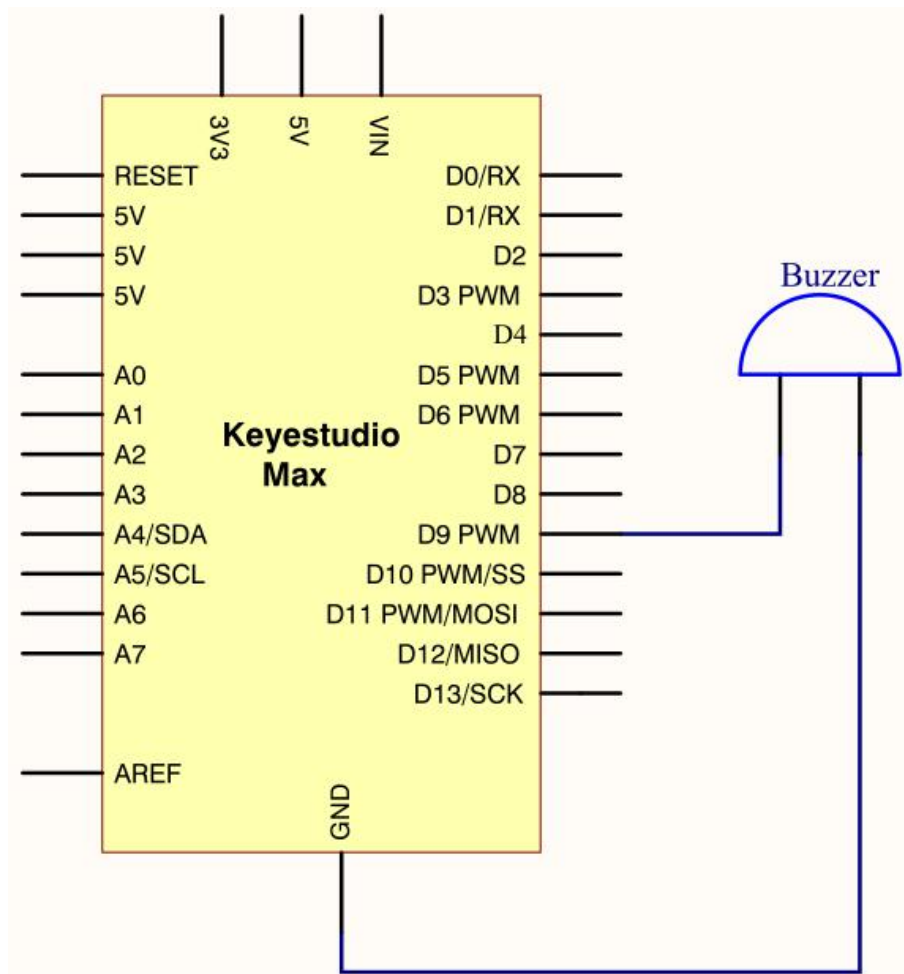 3V3
5V
VIN
RESET
5V
5V
5V
A0
A1
A2
A3
A4/SDA
A5/SCL
A6
A7
AREF
Keyestudio
Max
D0/RX
D1/RX
D2
D3 PWM
D4
D5 PWM
D6 PWM
D7
D8
D9 PWM
D10 PWM/SS
D11 PWM/MOSI
D12/MISO
D13/SCK
GND
Buzzer